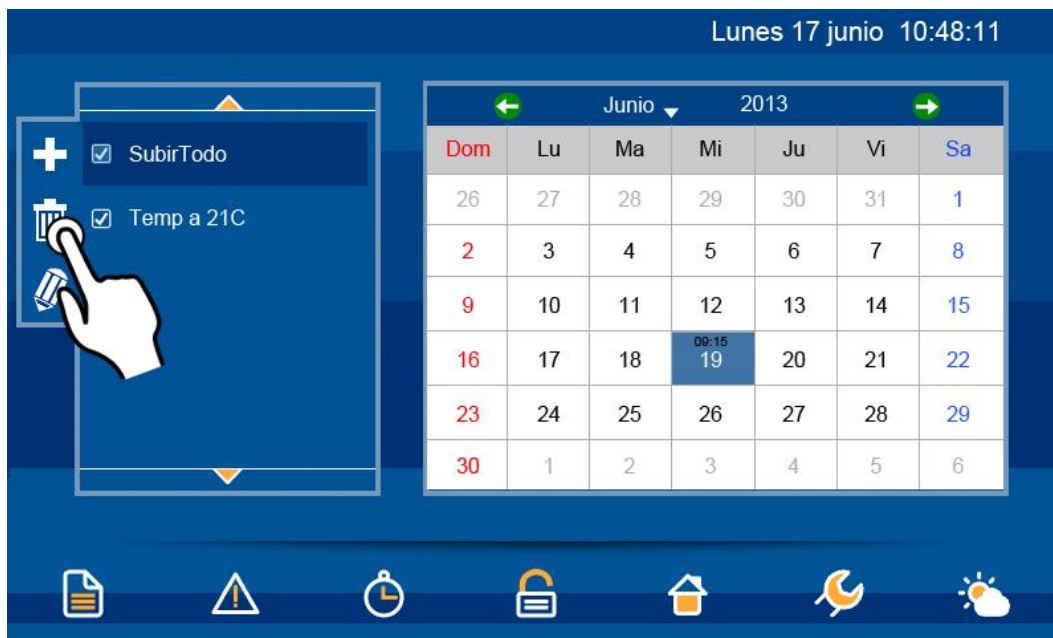 Lunes 17 junio 10:48:11
SubirTodo
Temp a 21C
Junio 2013
Dom Lu Ma Mi Ju Vi Sa
26 27 28 29 30 31 1
2 3 4 5 6 7 8
9 10 11 12 13 14 15
09:15
16 17 18 19 20 21 22
23 24 25 26 27 28 29
30 1 2 3 4 5 6